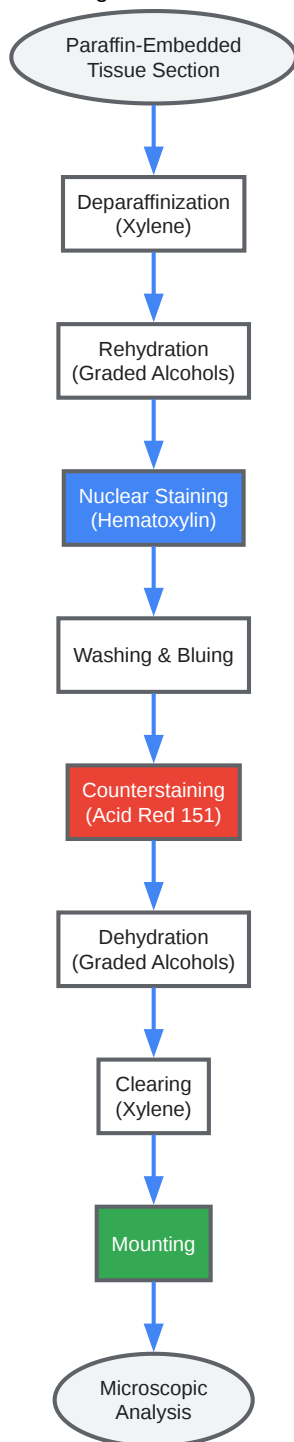 Paraffin-Embedded
Tissue Section
Deparaffinization
(Xylene)
Rehydration
(Graded Alcohols)
Nuclear Staining
(Hematoxylin)
Washing & Bluing
Counterstaining
(Acid Red 151)
Dehydration
(Graded Alcohols)
Clearing
(Xylene)
Mounting
Microscopic
Analysis